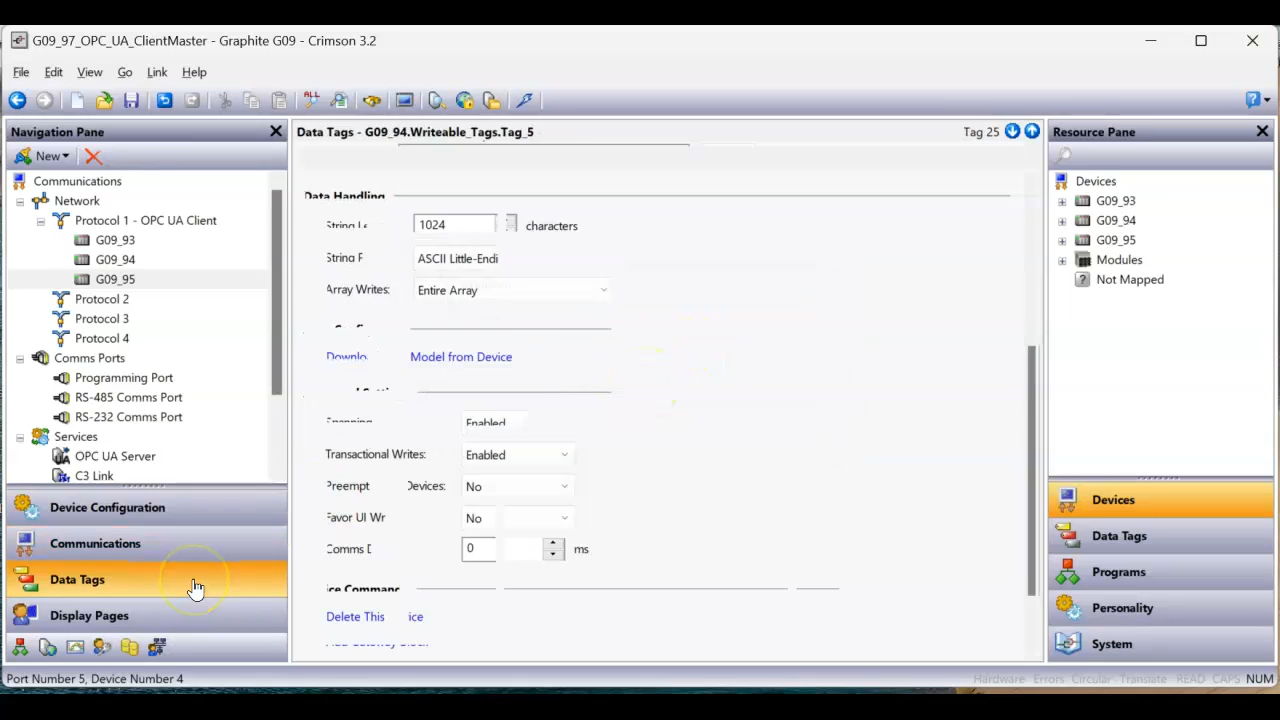 G09_97_OPC_UA_ClientMaster - Graphite G09 - Crimson 3.2
File Edit View Go Link Help
Navigation Pane
New
Communications
Network
Protocol 1 - OPC UA Client
G09_93
G09_94
G09_95
Protocol 2
Protocol 3
Protocol 4
Comms Ports
Programming Port
RS-485 Comms Port
RS-232 Comms Port
Services
OPC UA Server
C3 Link
Device Configuration
Communications
Data Tags
Display Pages
Data Tags - G09_94.Writeable_Tags.Tag_5
Tag 25
Data Handling
1024 characters
ASCII Little-Endi
Array Writes: Entire Array
Model from Device
Enabled
Transactional Writes: Enabled
Preempt Devices: No
Favor UI Wr No
Comms 0 ms
Delete This ice
Resource Pane
Devices
G09_93
G09_94
G09_95
Modules
Not Mapped
Devices
Data Tags
Programs
Personality
System
Port Number 5, Device Number 4
Hardware Errors Circular Translate READ CAPS NUM